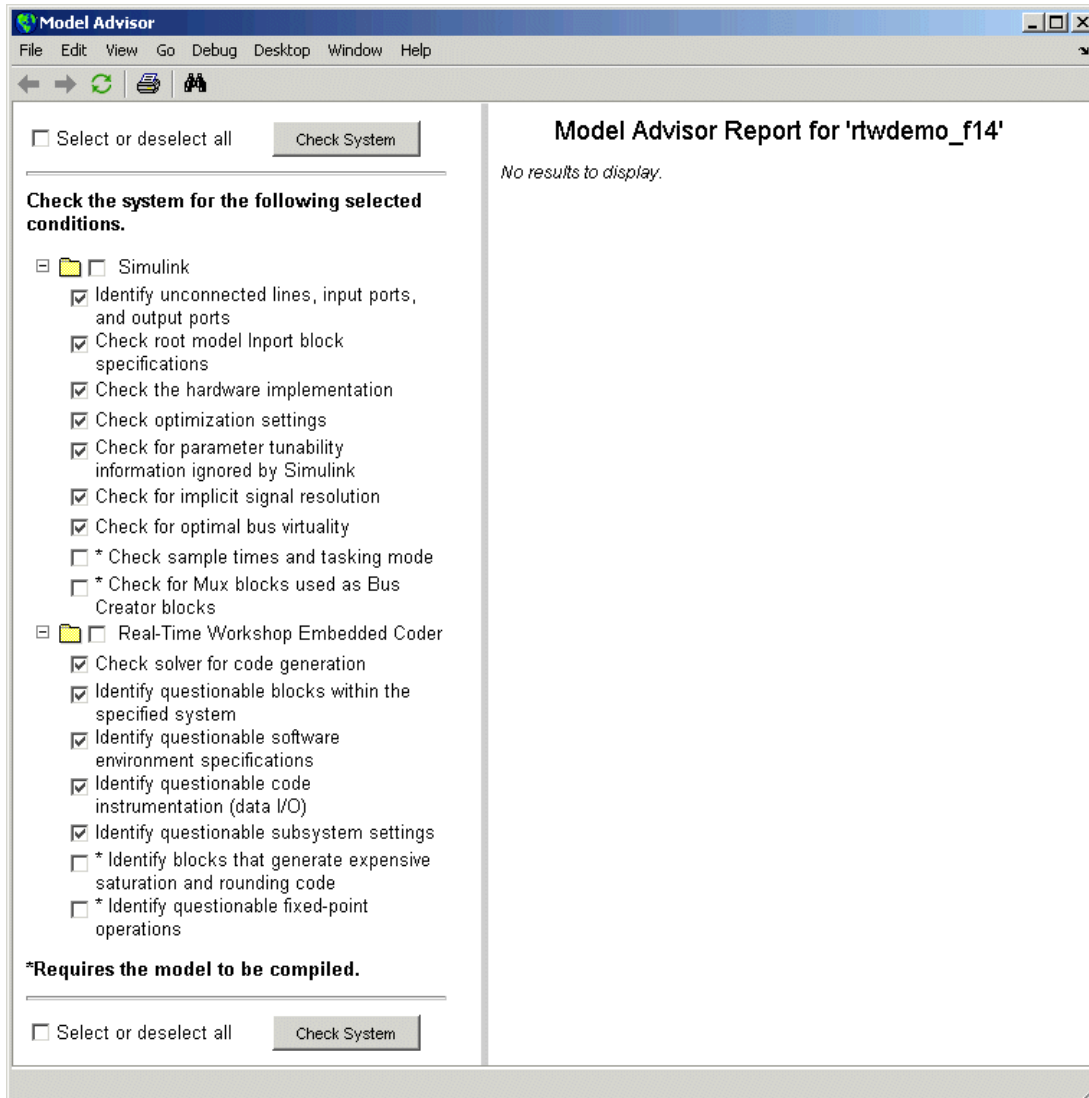 Model Advisor
File Edit View Go Debug Desktop Window Help
Select or deselect all Check System
Check the system for the following selected
conditions.
Simulink
Identify unconnected lines, input ports,
and output ports
Check root model Inport block
specifications
Check the hardware implementation
Check optimization settings
Check for parameter tunability
information ignored by Simulink
Check for implicit signal resolution
Check for optimal bus virtuality
* Check sample times and tasking mode
* Check for Mux blocks used as Bus
Creator blocks
Real-Time Workshop Embedded Coder
Check solver for code generation
Identify questionable blocks within the
specified system
Identify questionable software
environment specifications
Identify questionable code
instrumentation (data I/O)
Identify questionable subsystem settings
* Identify blocks that generate expensive
saturation and rounding code
* Identify questionable fixed-point
operations
*Requires the model to be compiled.
Select or deselect all Check System
Model Advisor Report for 'rtwdemo_f14'
No results to display.